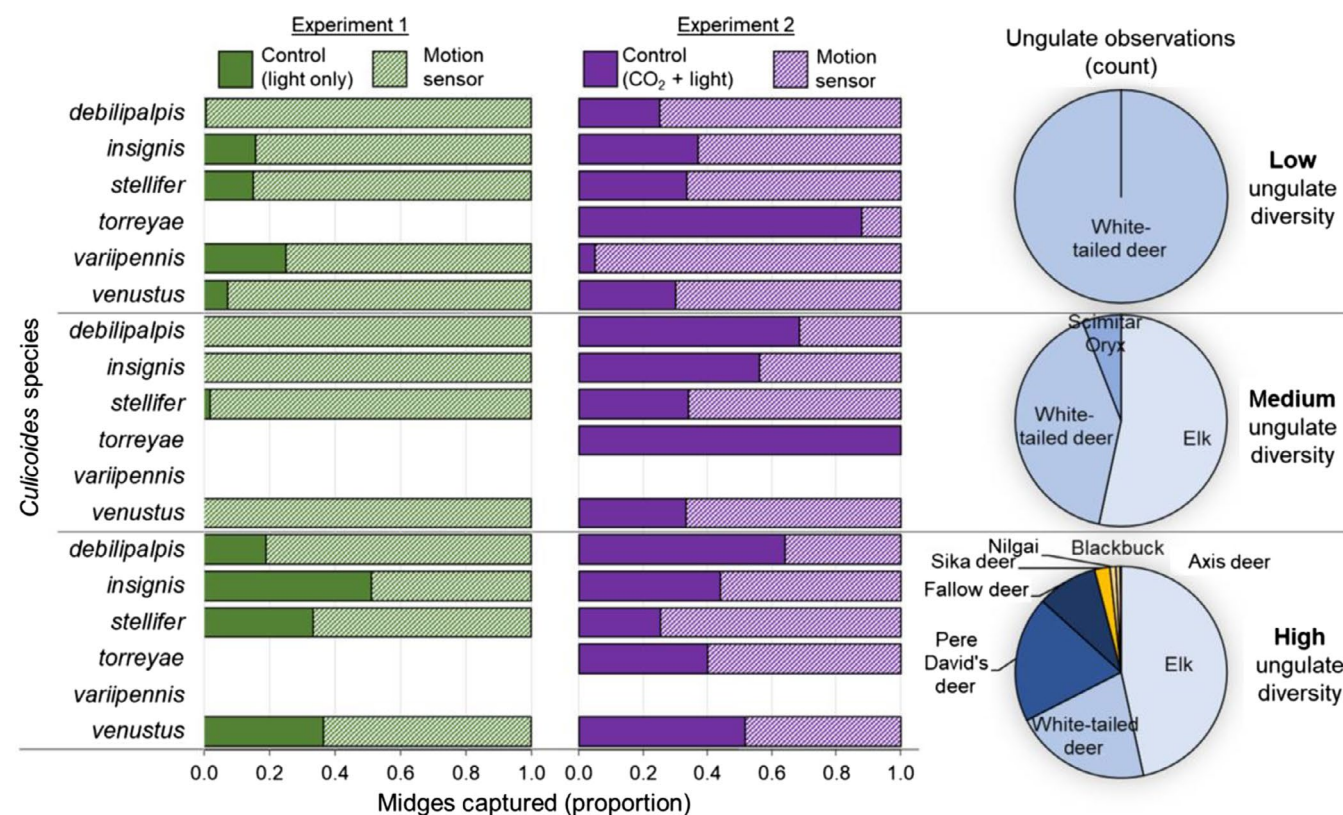 Experiment 1
Control
(light only)
Motion
sensor
Experiment 2
Control
(CO₂ + light)
Motion
sensor
Ungulate observations
(count)
Culicoides species
debilipalpis
insignis
stellifer
torreyae
variipennis
venustus
White-
tailed deer
Low
ungulate
diversity
debilipalpis
insignis
stellifer
torreyae
variipennis
venustus
Scimitar
Oryx
White-
tailed deer
Elk
Medium
ungulate
diversity
debilipalpis
insignis
stellifer
torreyae
variipennis
venustus
Nilgai
Blackbuck
Sika deer
Axis deer
Fallow deer
Pere
David's
deer
Elk
White-tailed
deer
High
ungulate
diversity
0.0 0.2 0.4 0.6 0.8 1.0
0.0 0.2 0.4 0.6 0.8 1.0
Midges captured (proportion)